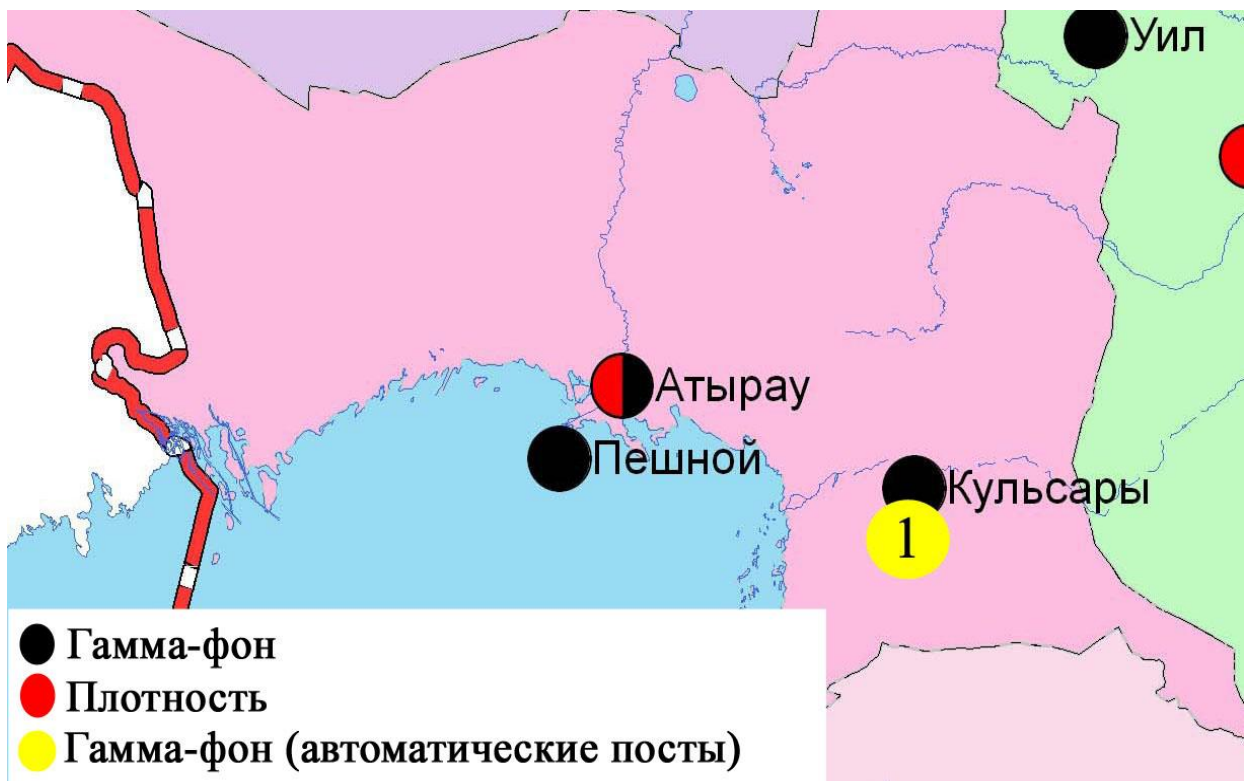 Уил
Атырау
Пешной
Кульсары
1
Гамма-фон
Плотность
Гамма-фон (автоматические посты)